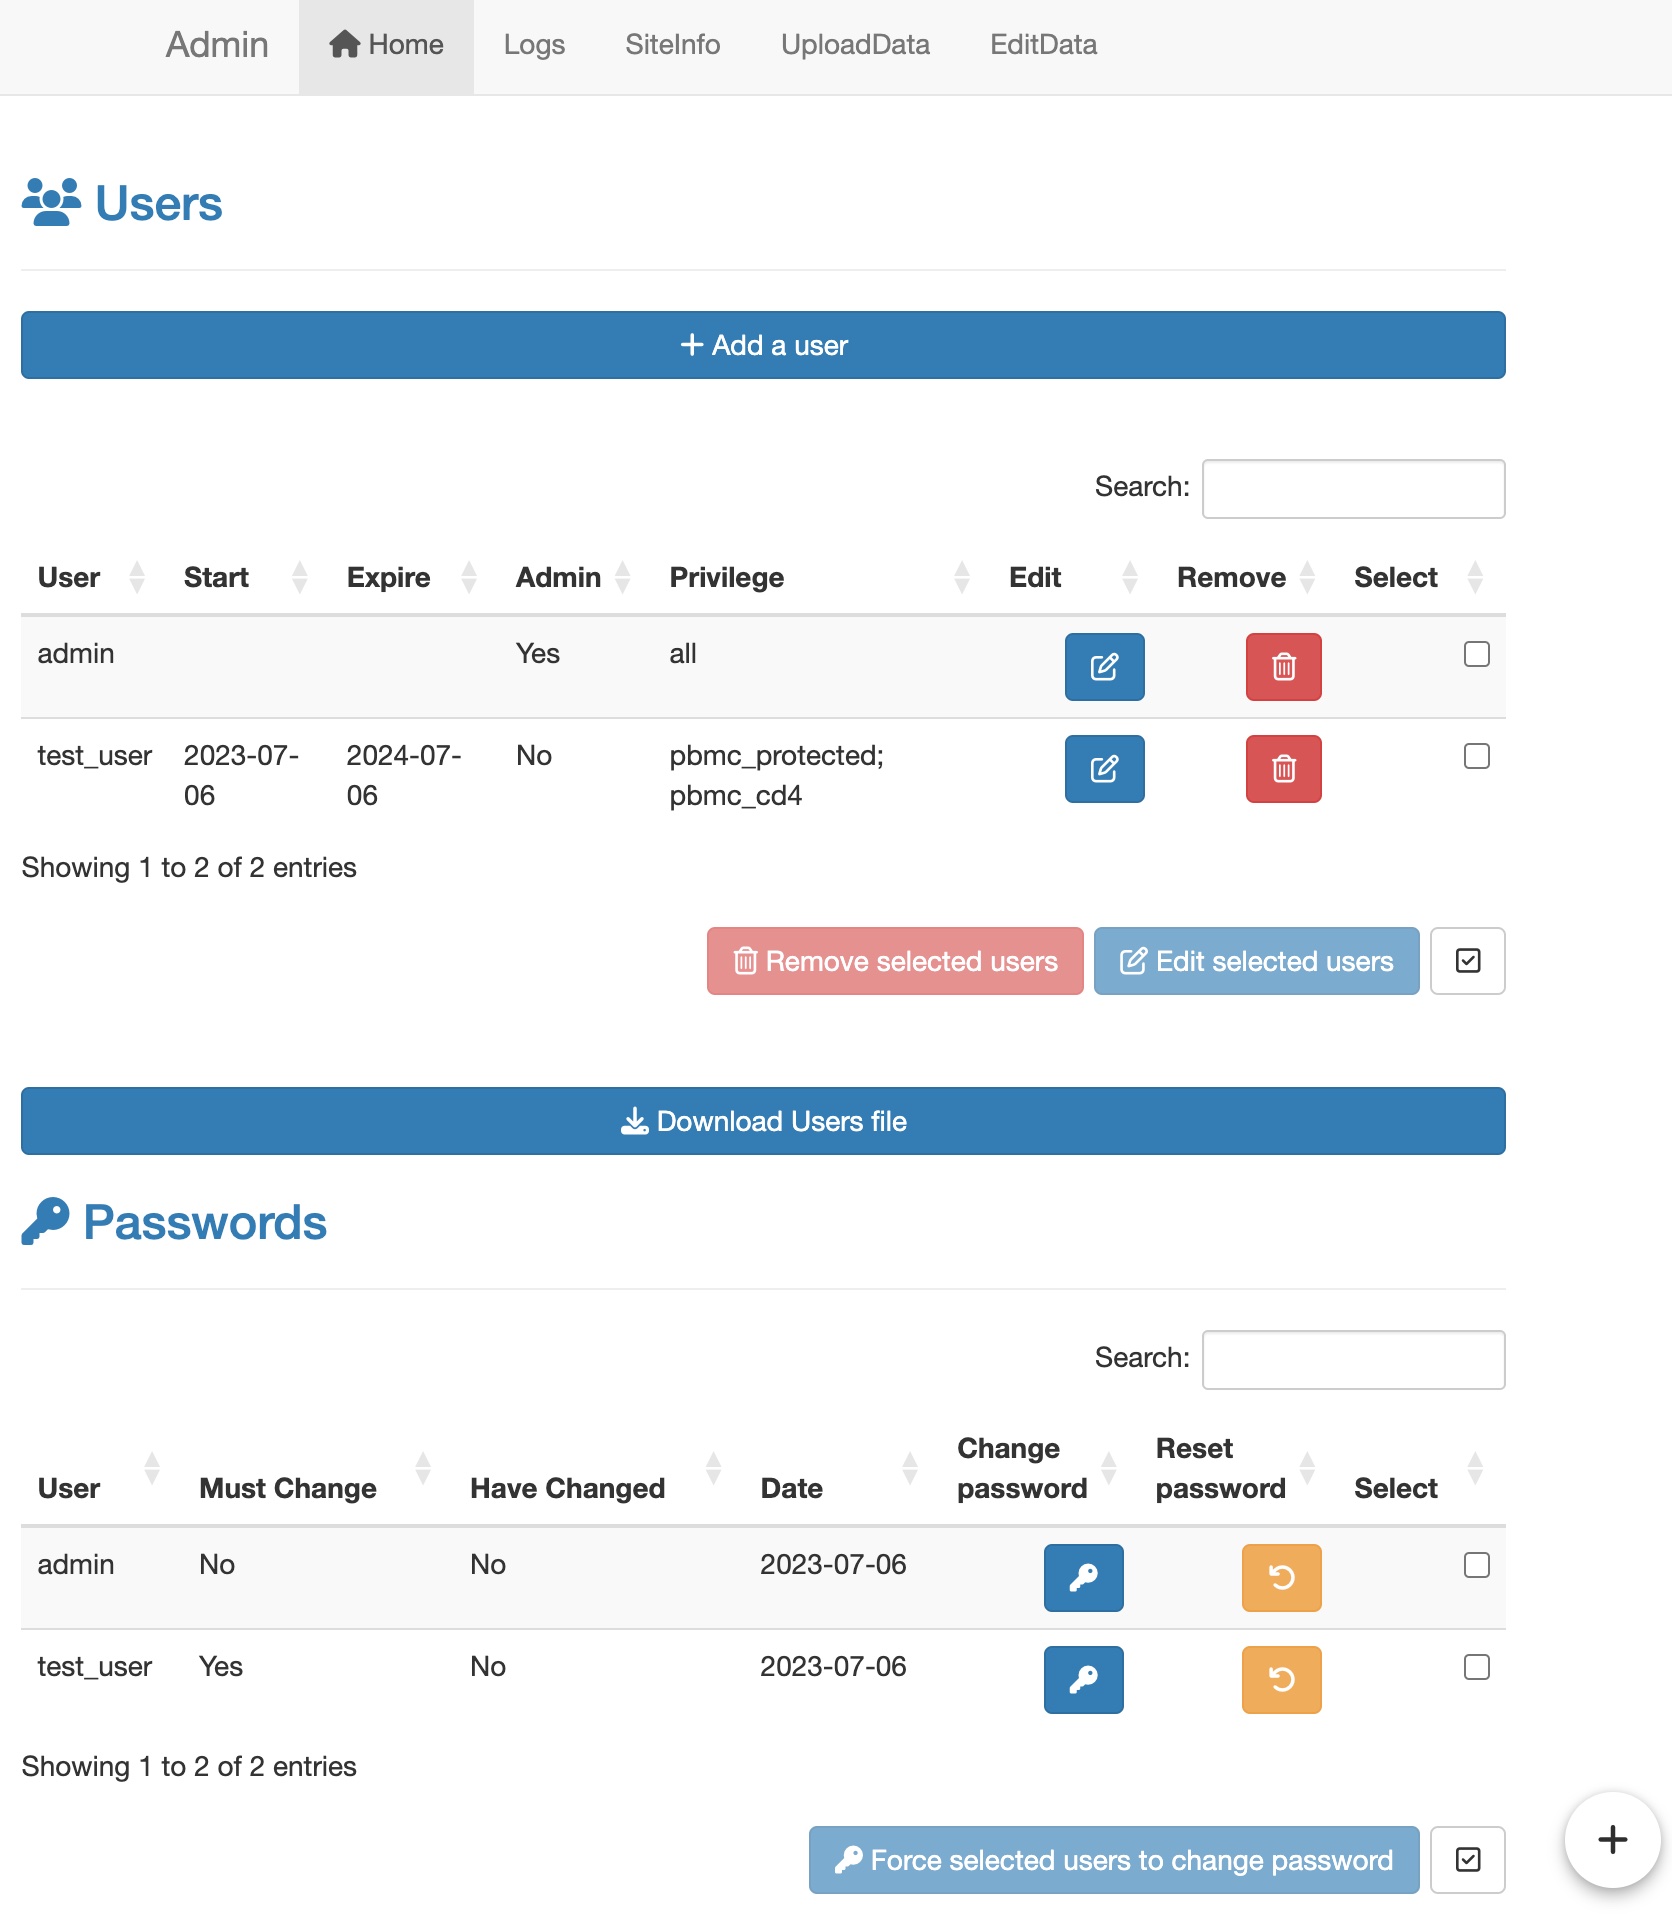 Admin Home Logs SiteInfo UploadData EditData
Users
Add a user
Search:
User Start Expire Admin Privilege Edit Remove Select
admin Yes all
test_user 2023-07- 2024-07- No pbmc_protected;
06 06 pbmc_cd4
Showing 1 to 2 of 2 entries
Remove selected users Edit selected users
Download Users file
Passwords
Search:
Change Reset
User Must Change Have Changed Date password password Select
admin No No 2023-07-06
test_user Yes No 2023-07-06
Showing 1 to 2 of 2 entries
Force selected users to change password